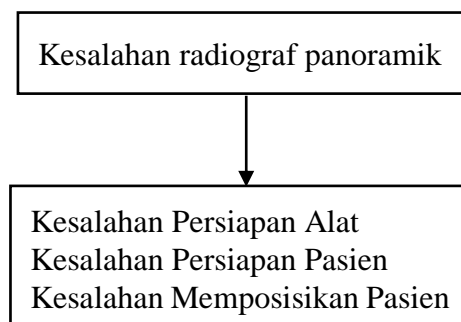 Kesalahan radiograf panoramik
Kesalahan Persiapan Alat
Kesalahan Persiapan Pasien
Kesalahan Memposisikan Pasien